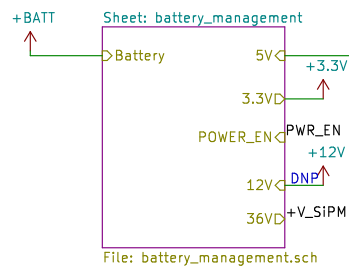 +BATT
Sheet: battery_management
Battery
5V
+3.3V
3.3V
PWR_EN
POWER_EN
+12V
DNP
12V
+V_SiPM
36V
File: battery_management.sch